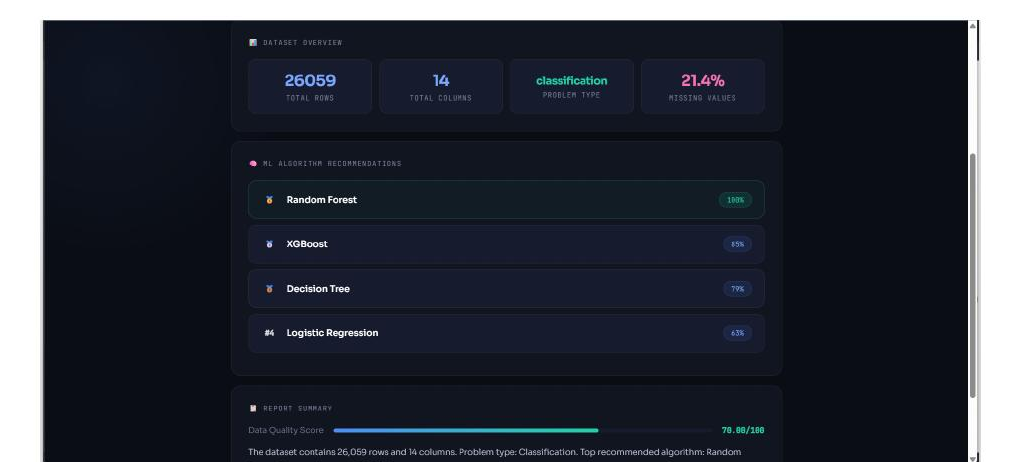 DATASET OVERVIEW
26059
TOTAL ROWS
14
TOTAL COLUMNS
classification
PROBLEM TYPE
21.4%
MISSING VALUES
ML ALGORITHM RECOMMENDATIONS
Random Forest
100%
XGBoost
85%
Decision Tree
79%
#4 Logistic Regression
63%
REPORT SUMMARY
Data Quality Score
70.00/100
The dataset contains 26,059 rows and 14 columns. Problem type: Classification. Top recommended algorithm: Random